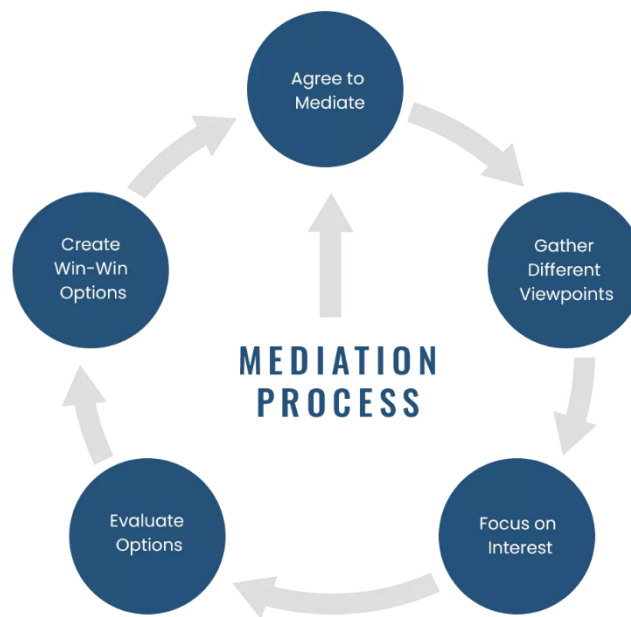 Agree to
Mediate
Gather
Different
Viewpoints
Focus on
Interest
Evaluate
Options
Create
Win-Win
Options
MEDIATION
PROCESS